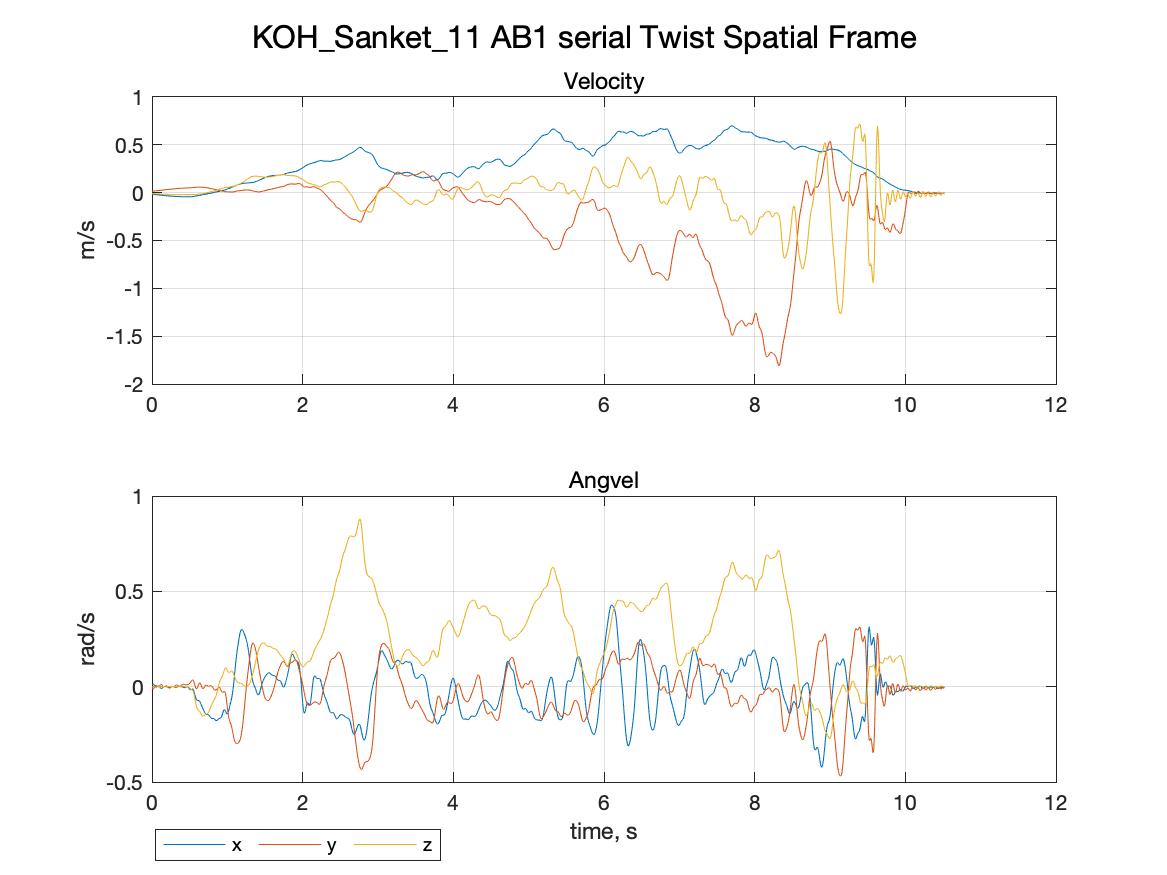 KOH_Sanket_11 AB1 serial Twist Spatial Frame
Velocity
1
0.5
0
-0.5
-1
-1.5
-2
m/s
0 2 4 6 8 10 12
Angvel
1
0.5
0
-0.5
rad/s
0 2 4 6 8 10 12
time, s
x y z